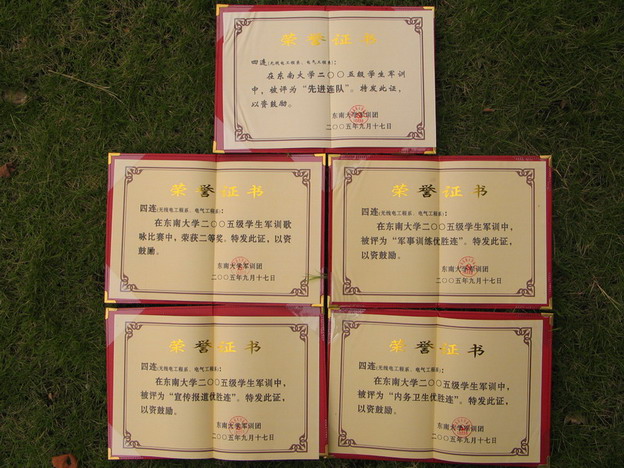 荣誉证书
四连(无线电工程系、电气工程系):
在东南大学二〇〇五级学生军训
中，被评为“先进连队”。特发此证，
以资鼓励。
东南大学军训团
二〇〇五年九月十七日
荣誉证书
四连(无线电工程系、电气工程系):
在东南大学二〇〇五级学生军训歌
咏比赛中，荣获二等奖。特发此证，以资
鼓励。
东南大学军训团
二〇〇五年九月十七日
荣誉证书
四连(无线电工程系、电气工程系):
在东南大学二〇〇五级学生军训中，
被评为“军事训练优胜连”。特发此证，
以资鼓励。
东南大学军训团
二〇〇五年九月十七日
荣誉证书
四连(无线电工程系、电气工程系):
在东南大学二〇〇五级学生军训中，
被评为“宣传报道优胜连”。特发此证，
以资鼓励。
东南大学军训团
二〇〇五年九月十七日
荣誉证书
四连(无线电工程系、电气工程系):
在东南大学二〇〇五级学生军训中，
被评为“内务卫生优胜连”。特发此证，
以资鼓励。
东南大学军训团
二〇〇五年九月十七日